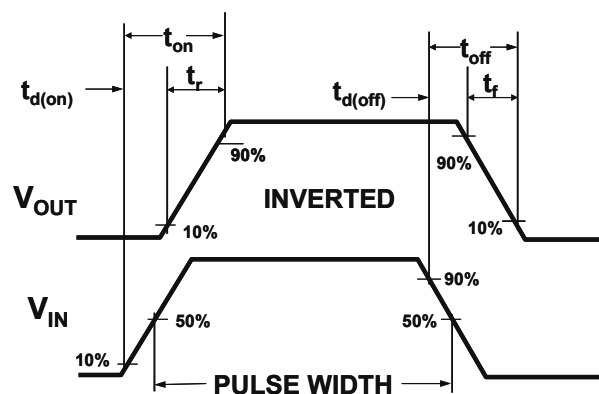 t_on
t_off
t_d(on)
t_r
t_d(off)
t_f
90%
90%
V_OUT
INVERTED
10%
10%
90%
V_IN
50%
50%
10%
PULSE WIDTH